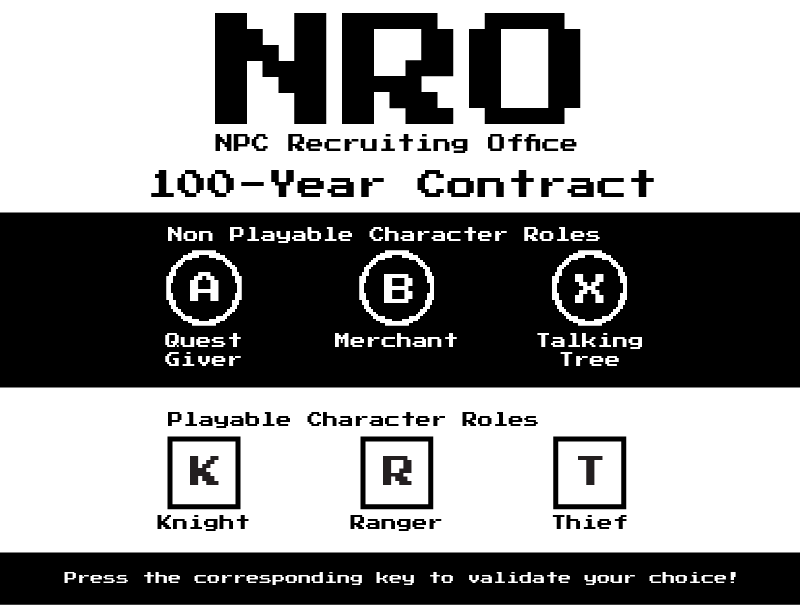 NRO
NPC Recruiting Office
100-Year Contract
Non Playable Character Roles
A B X
Quest Merchant Talking
Giver Tree
Playable Character Roles
K R T
Knight Ranger Thief
Press the corresponding key to validate your choice!